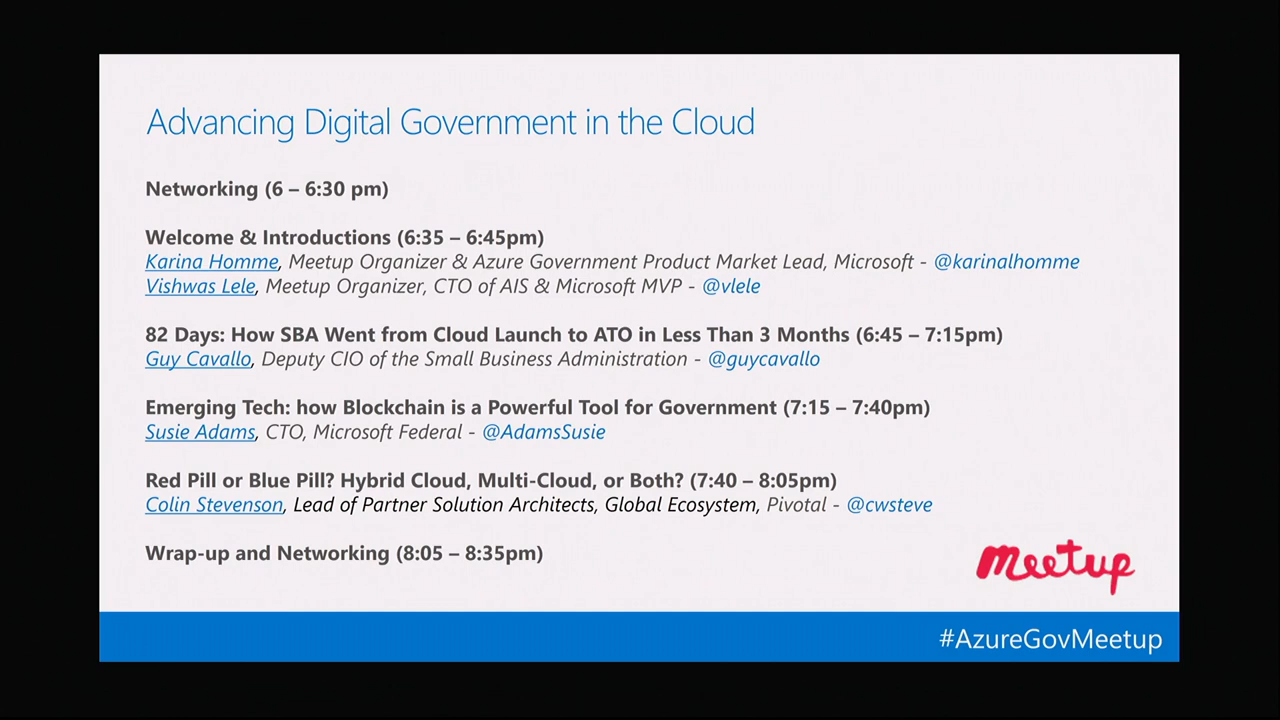 Advancing Digital Government in the Cloud
Networking (6 – 6:30 pm)
Welcome & Introductions (6:35 – 6:45pm)
Karina Homme, Meetup Organizer & Azure Government Product Market Lead, Microsoft - @karinalhomme
Vishwas Lele, Meetup Organizer, CTO of AIS & Microsoft MVP - @vlele
82 Days: How SBA Went from Cloud Launch to ATO in Less Than 3 Months (6:45 – 7:15pm)
Guy Cavallo, Deputy CIO of the Small Business Administration - @guycavallo
Emerging Tech: how Blockchain is a Powerful Tool for Government (7:15 – 7:40pm)
Susie Adams, CTO, Microsoft Federal - @AdamsSusie
Red Pill or Blue Pill? Hybrid Cloud, Multi-Cloud, or Both? (7:40 – 8:05pm)
Colin Stevenson, Lead of Partner Solution Architects, Global Ecosystem, Pivotal - @cwsteve
Wrap-up and Networking (8:05 – 8:35pm)
meetup
#AzureGovMeetup